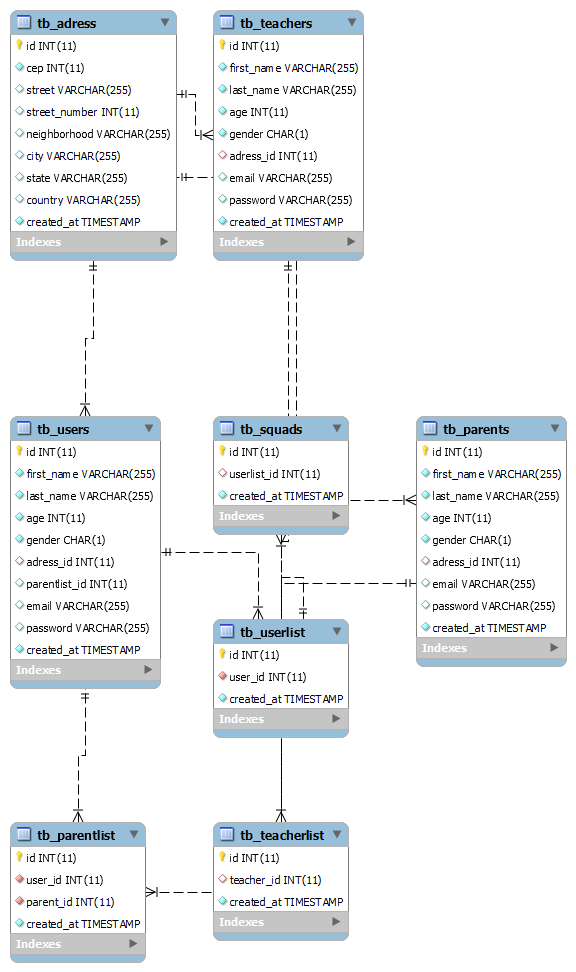 tb_adress
id INT(11)
cep INT(11)
street VARCHAR(255)
street_number INT(11)
neighborhood VARCHAR(255)
city VARCHAR(255)
state VARCHAR(255)
country VARCHAR(255)
created_at TIMESTAMP
Indexes
tb_teachers
id INT(11)
first_name VARCHAR(255)
last_name VARCHAR(255)
age INT(11)
gender CHAR(1)
adress_id INT(11)
email VARCHAR(255)
password VARCHAR(255)
created_at TIMESTAMP
Indexes
tb_users
id INT(11)
first_name VARCHAR(255)
last_name VARCHAR(255)
age INT(11)
gender CHAR(1)
adress_id INT(11)
parentlist_id INT(11)
email VARCHAR(255)
password VARCHAR(255)
created_at TIMESTAMP
Indexes
tb_squads
id INT(11)
userlist_id INT(11)
created_at TIMESTAMP
Indexes
tb_parents
id INT(11)
first_name VARCHAR(255)
last_name VARCHAR(255)
age INT(11)
gender CHAR(1)
adress_id INT(11)
email VARCHAR(255)
password VARCHAR(255)
created_at TIMESTAMP
Indexes
tb_userlist
id INT(11)
user_id INT(11)
created_at TIMESTAMP
Indexes
tb_parentlist
id INT(11)
user_id INT(11)
parent_id INT(11)
created_at TIMESTAMP
Indexes
tb_teacherlist
id INT(11)
teacher_id INT(11)
created_at TIMESTAMP
Indexes